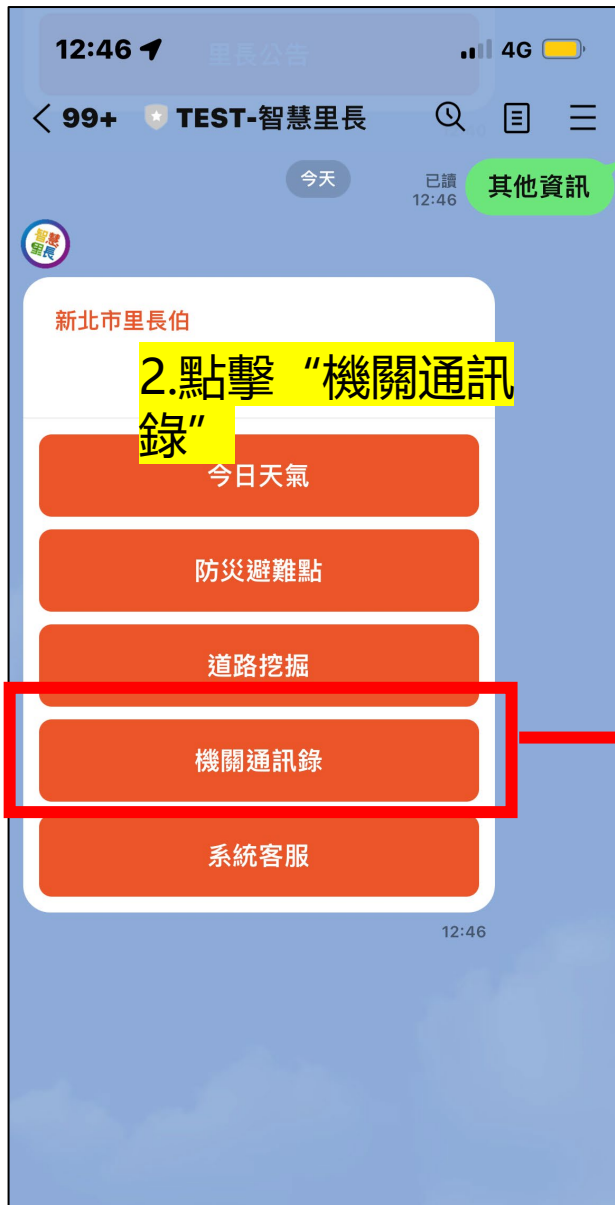 里長公告
12:46
4G
99+
TEST-智慧里長
今天
已讀
12:46
其他資訊
智慧
里長
新北市里長伯
2.點擊“機關通訊
錄”
今日天氣
防災避難點
道路挖掘
機關通訊錄
系統客服
12:46